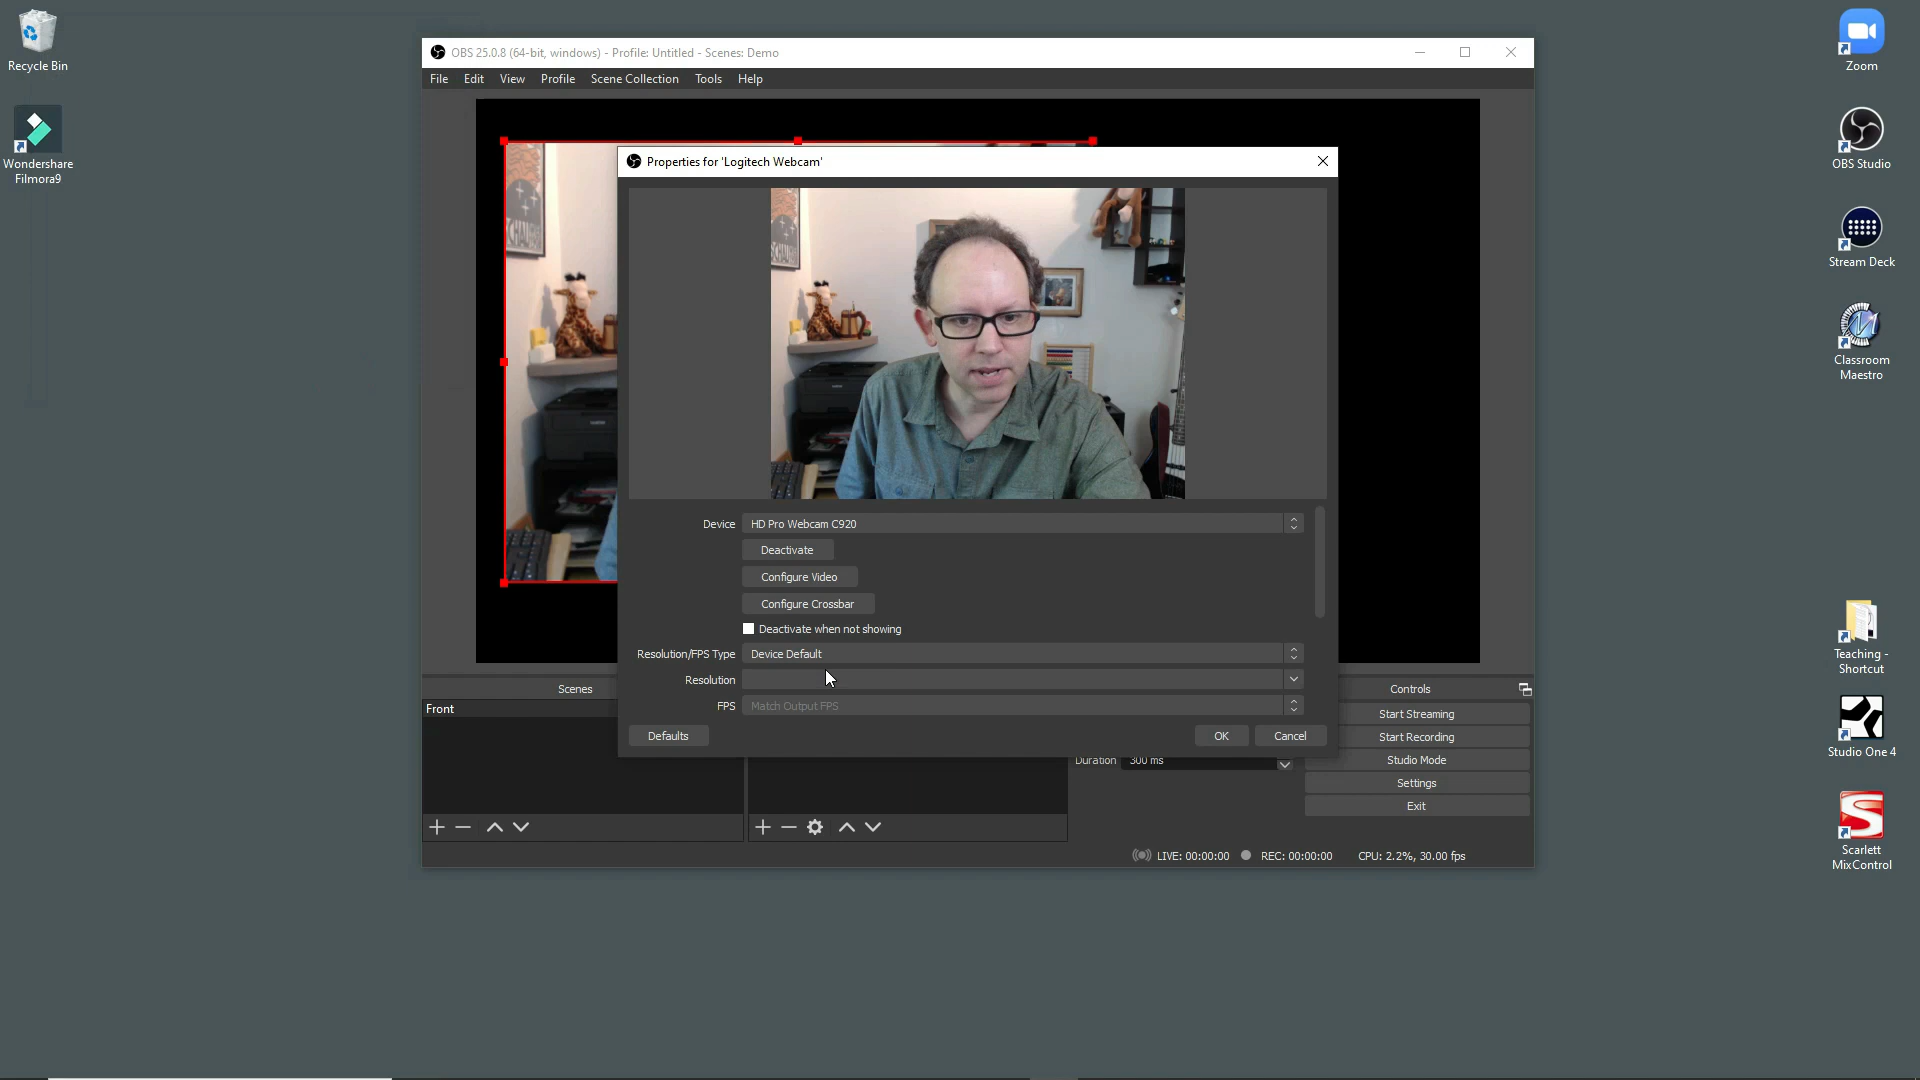 Recycle Bin
Wondershare
Filmora9
OBS 25.0.8 (64-bit, windows) - Profile: Untitled - Scenes: Demo
File Edit View Profile Scene Collection Tools Help
Properties for 'Logitech Webcam'
Device HD Pro Webcam C920
Deactivate
Configure Video
Configure Crossbar
Deactivate when not showing
Resolution/FPS Type Device Default
Resolution
FPS Match Output FPS
Defaults OK Cancel
Scenes
Front
Duration 300 ms
Controls
Start Streaming
Start Recording
Studio Mode
Settings
Exit
LIVE: 00:00:00 REC: 00:00:00 CPU: 2.2%, 30.00 fps
Zoom
OBS Studio
Stream Deck
Classroom
Maestro
Teaching -
Shortcut
Studio One 4
Scarlett
MixControl